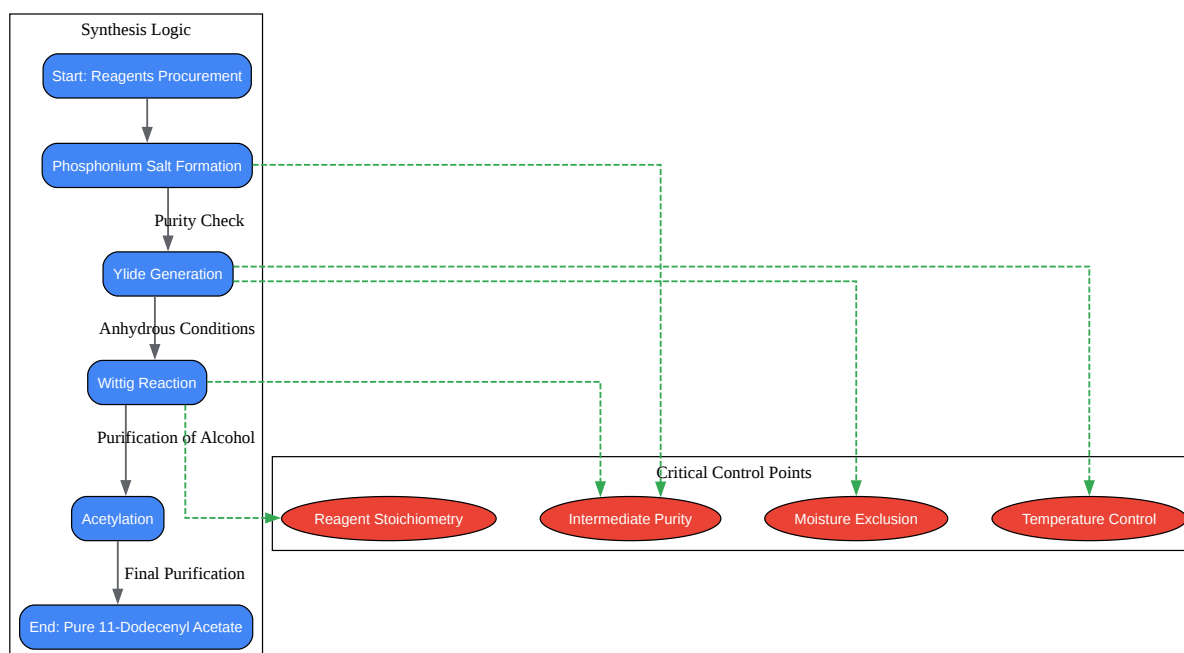 Synthesis Logic
Start: Reagents Procurement
Phosphonium Salt Formation
Purity Check
Ylide Generation
Anhydrous Conditions
Wittig Reaction
Purification of Alcohol
Critical Control Points
Acetylation
Reagent Stoichiometry
Intermediate Purity
Moisture Exclusion
Temperature Control
Final Purification
End: Pure 11-Dodecenyl Acetate